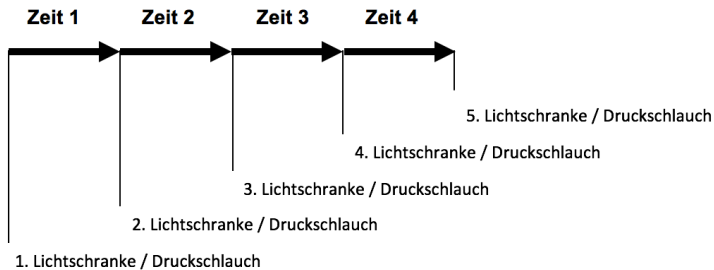 Zeit 1 Zeit 2 Zeit 3 Zeit 4
5. Lichtschranke / Druckschlauch
4. Lichtschranke / Druckschlauch
3. Lichtschranke / Druckschlauch
2. Lichtschranke / Druckschlauch
1. Lichtschranke / Druckschlauch